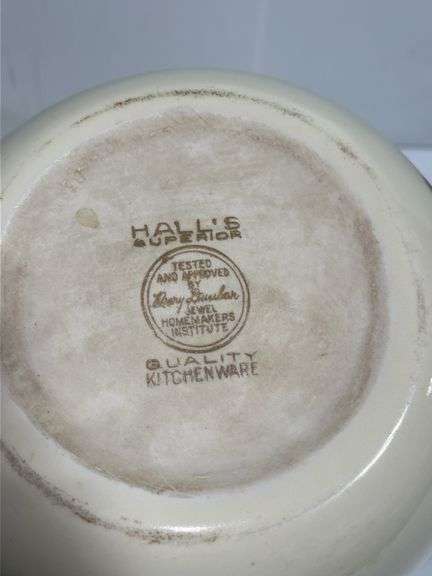 HALL'S
SUPERIOR
TESTED
AND APPROVED
BY
Mary Dunbar
JEWEL
HOMEMAKERS
INSTITUTE
QUALITY
KITCHENWARE